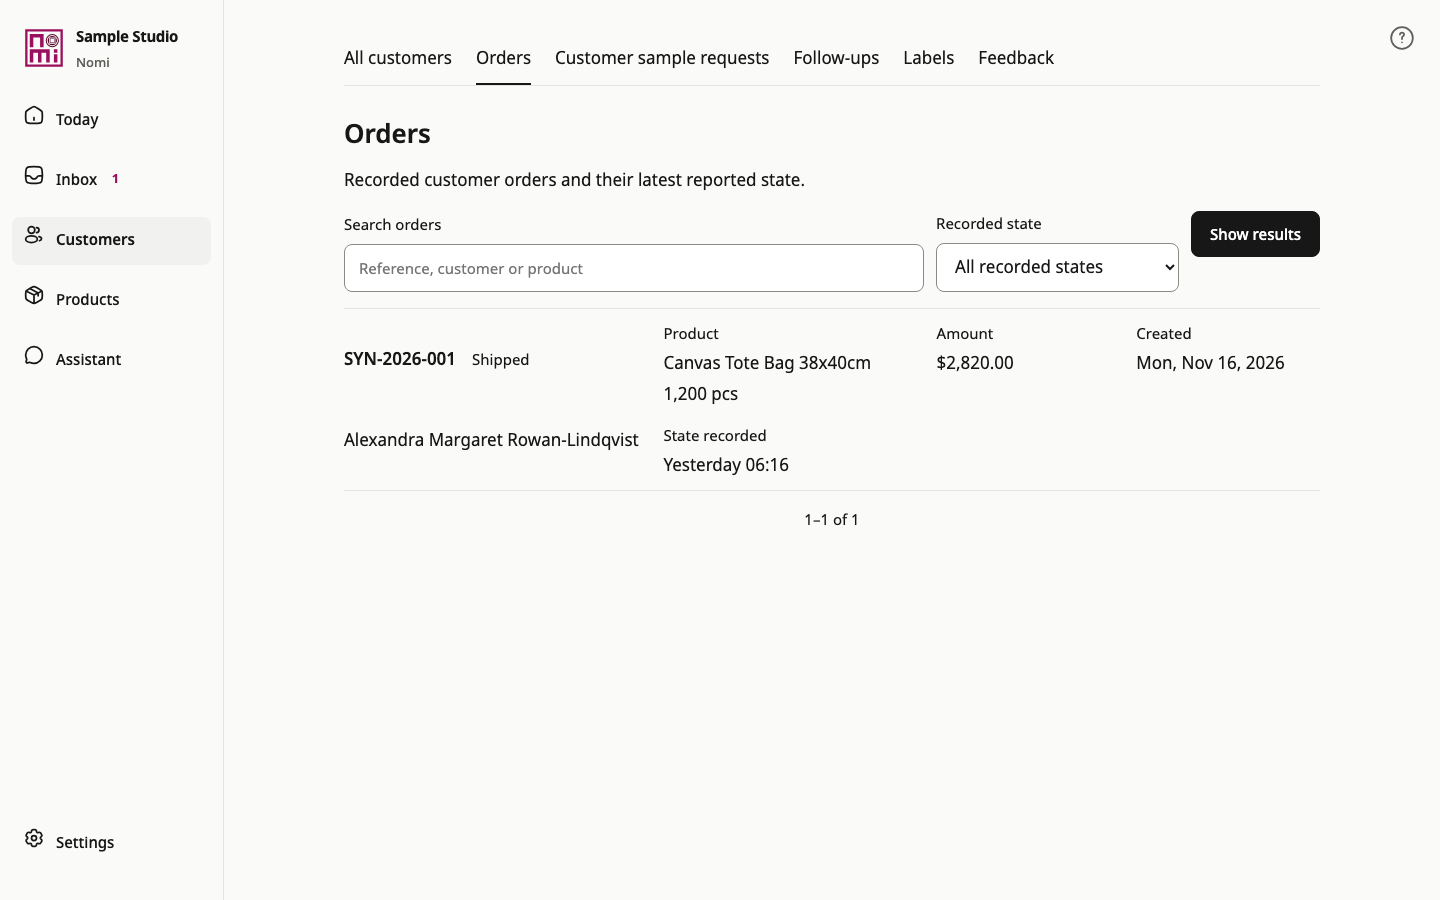 nomi
Sample Studio
Nomi
Today
Inbox 1
Customers
Products
Assistant
Settings
All customers Orders Customer sample requests Follow-ups Labels Feedback
?
Orders
Recorded customer orders and their latest reported state.
Search orders
Reference, customer or product
Recorded state
All recorded states
Show results
SYN-2026-001 Shipped
Alexandra Margaret Rowan-Lindqvist
Product
Canvas Tote Bag 38x40cm
1,200 pcs
Amount
$2,820.00
Created
Mon, Nov 16, 2026
State recorded
Yesterday 06:16
1–1 of 1